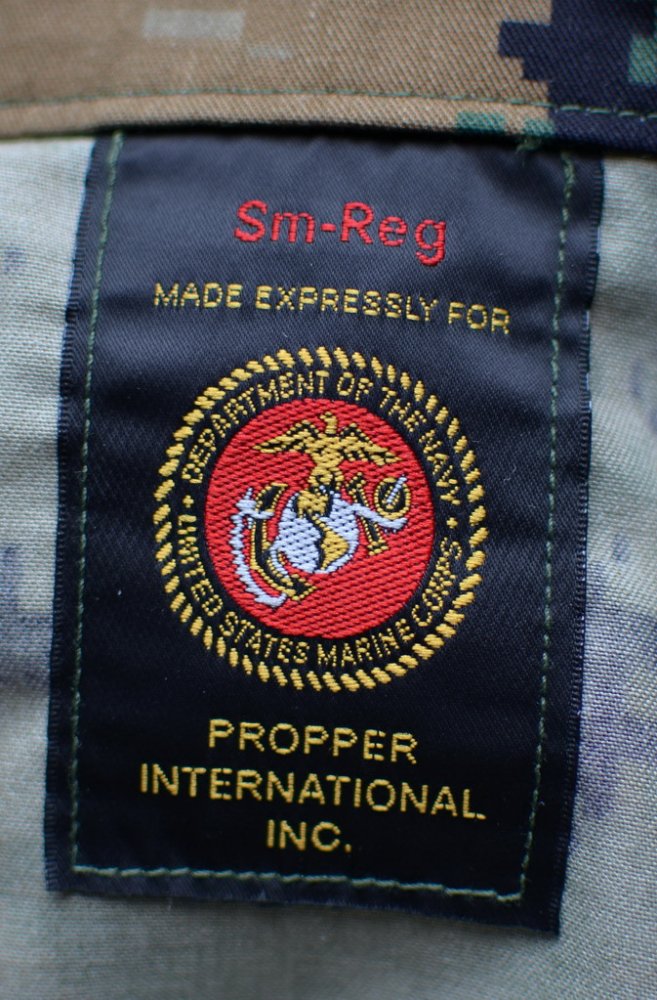 Sm-Reg
MADE EXPRESSLY FOR
DEPARTMENT OF THE NAVY
• UNITED STATES MARINE CORPS •
PROPPER
INTERNATIONAL
INC.